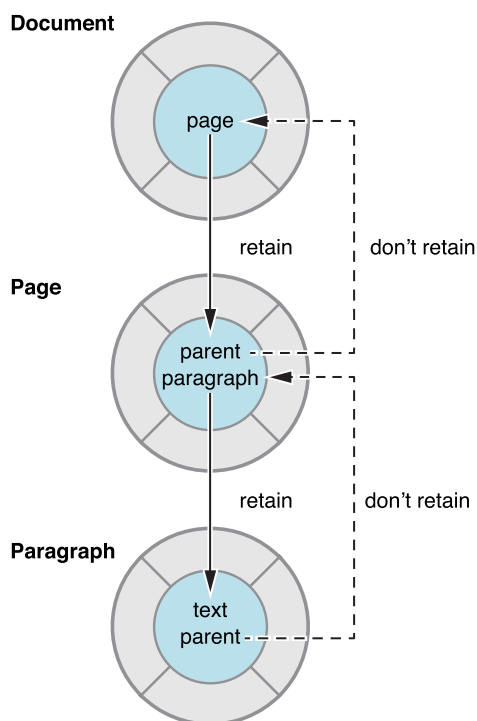 Document
page
retain
don’t retain
Page
parent
paragraph
retain
don’t retain
Paragraph
text
parent